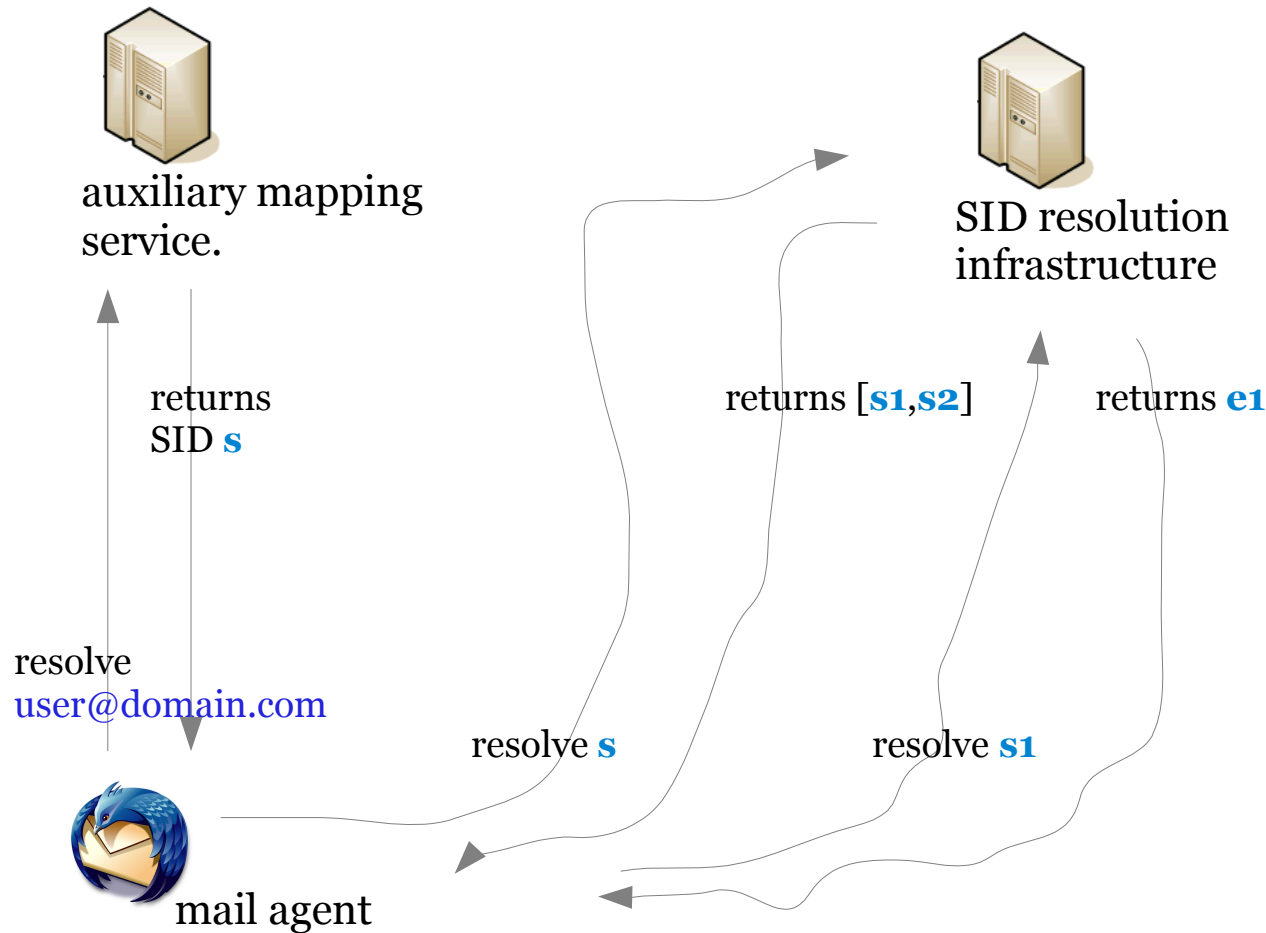 auxiliary mapping
service.
SID resolution
infrastructure
returns
SID s
returns [s1,s2]
returns e1
resolve
user@domain.com
resolve s
resolve s1
mail agent